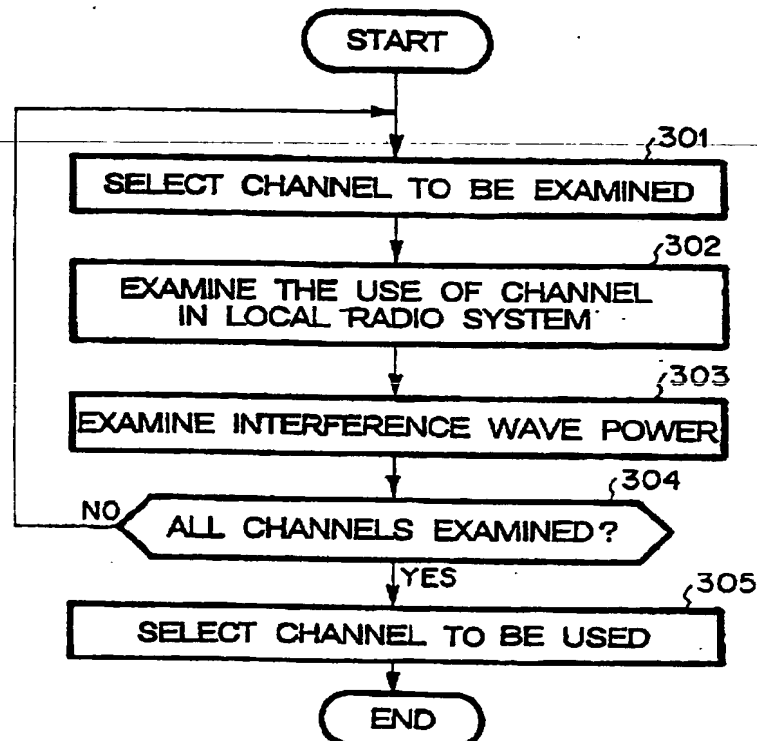 START
301
SELECT CHANNEL TO BE EXAMINED
302
EXAMINE THE USE OF CHANNEL
IN LOCAL RADIO SYSTEM
303
EXAMINE INTERFERENCE WAVE POWER
304
NO
ALL CHANNELS EXAMINED?
YES
305
SELECT CHANNEL TO BE USED
END